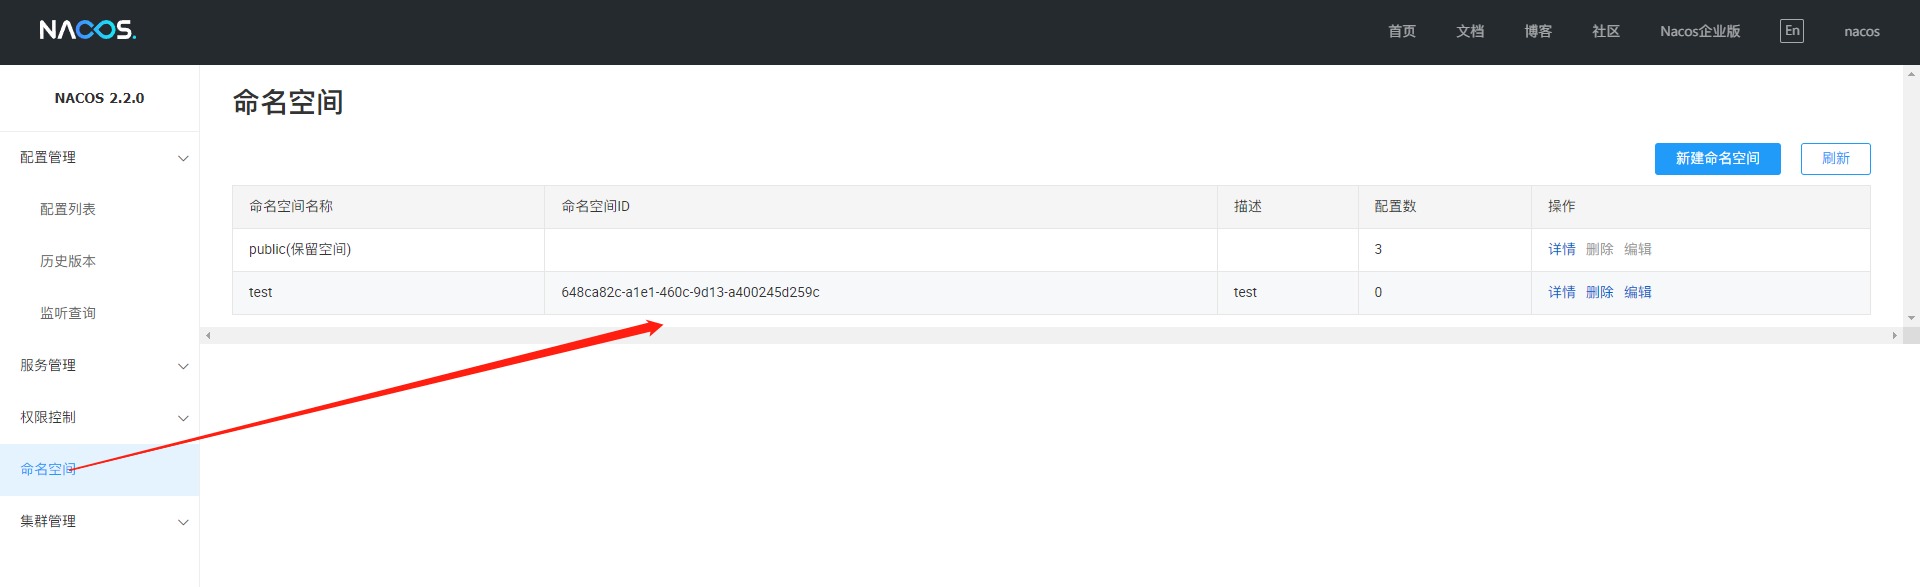 NACOS.
首页 文档 博客 社区 Nacos企业版 En nacos
NACOS 2.2.0
配置管理
配置列表
历史版本
监听查询
服务管理
权限控制
命名空间
集群管理
命名空间
新建命名空间 刷新
命名空间名称 命名空间ID 描述 配置数 操作
public(保留空间) 3 详情 删除 编辑
test 648ca82c-a1e1-460c-9d13-a400245d259c test 0 详情 删除 编辑